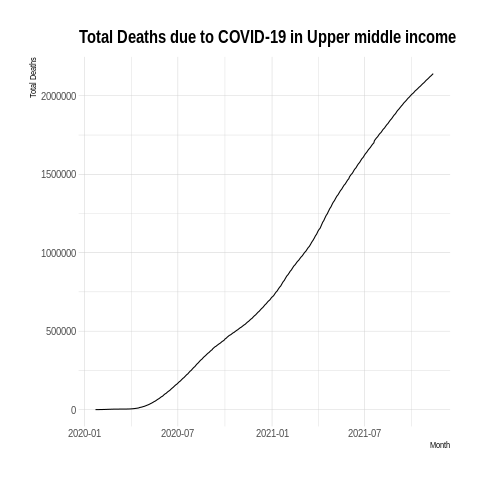 Total Deaths due to COVID-19 in Upper middle income
Total Deaths
2000000
1500000
1000000
500000
0
2020-01 2020-07 2021-01 2021-07
Month